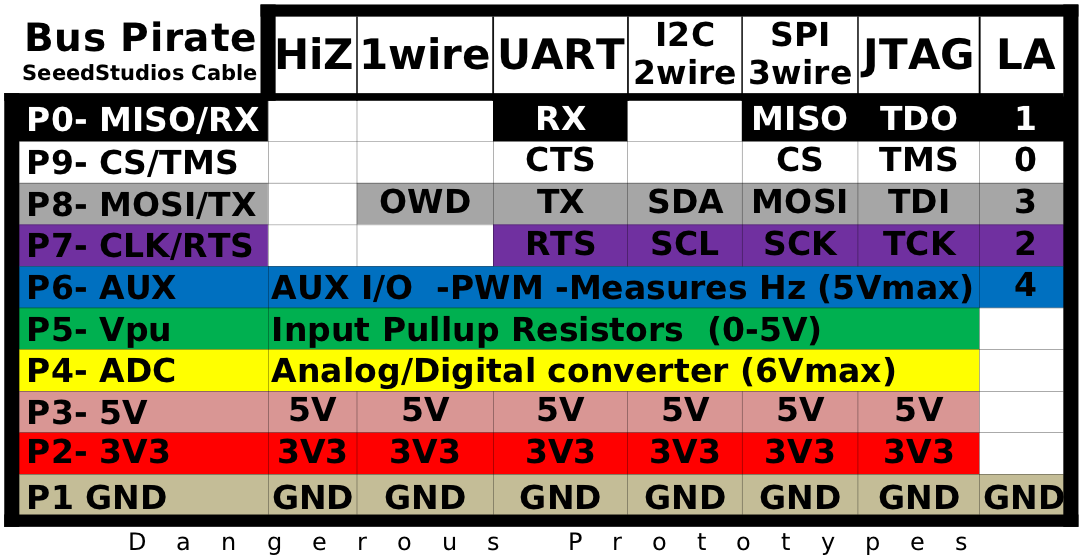 Bus Pirate
SeeedStudios Cable
HiZ 1wire UART I2C 2wire SPI 3wire JTAG LA
P0- MISO/RX RX MISO TDO 1
P9- CS/TMS CTS CS TMS 0
P8- MOSI/TX OWD TX SDA MOSI TDI 3
P7- CLK/RTS RTS SCL SCK TCK 2
P6- AUX AUX I/O -PWM -Measures Hz (5Vmax) 4
P5- Vpu Input Pullup Resistors (0-5V)
P4- ADC Analog/Digital converter (6Vmax)
P3- 5V 5V 5V 5V 5V 5V 5V
P2- 3V3 3V3 3V3 3V3 3V3 3V3 3V3
P1 GND GND GND GND GND GND GND GND
Dangerous Prototypes